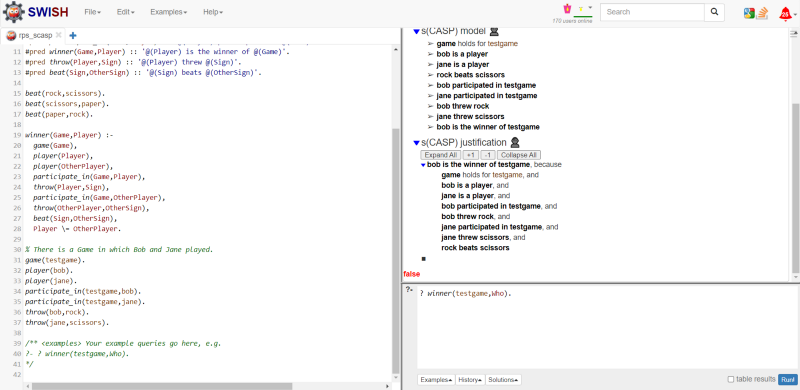 SWISH File Edit Examples Help
170 users online
Search
rps_scasp
11 #pred winner(Game,Player) :: '@(Player) is the winner of @(Game)'.
12 #pred throw(Player,Sign) :: '@(Player) threw @(Sign)'.
13 #pred beat(Sign,OtherSign) :: '@(Sign) beats @(OtherSign)'.
14
15 beat(rock,scissors).
16 beat(scissors,paper).
17 beat(paper,rock).
18
19 winner(Game,Player) :-
20 game(Game),
21 player(Player),
22 player(OtherPlayer),
23 participate_in(Game,Player),
24 throw(Player,Sign),
25 participate_in(Game,OtherPlayer),
26 throw(OtherPlayer,OtherSign),
27 beat(Sign,OtherSign),
28 Player \= OtherPlayer.
29
30 % There is a Game in which Bob and Jane played.
31 game(testgame).
32 player(bob).
33 player(jane).
34 participate_in(testgame,bob).
35 participate_in(testgame,jane).
36 throw(bob,rock).
37 throw(jane,scissors).
38
39 /** <examples> Your example queries go here, e.g.
40 ?- ? winner(testgame,Who).
41 */
42
s(CASP) model
game holds for testgame
bob is a player
jane is a player
rock beats scissors
bob participated in testgame
jane participated in testgame
bob threw rock
jane threw scissors
bob is the winner of testgame
s(CASP) justification
Expand All +1 -1 Collapse All
bob is the winner of testgame, because
game holds for testgame, and
bob is a player, and
jane is a player, and
bob participated in testgame, and
bob threw rock, and
jane participated in testgame, and
jane threw scissors, and
rock beats scissors
false
?- ? winner(testgame,Who).
Examples History Solutions table results Run!